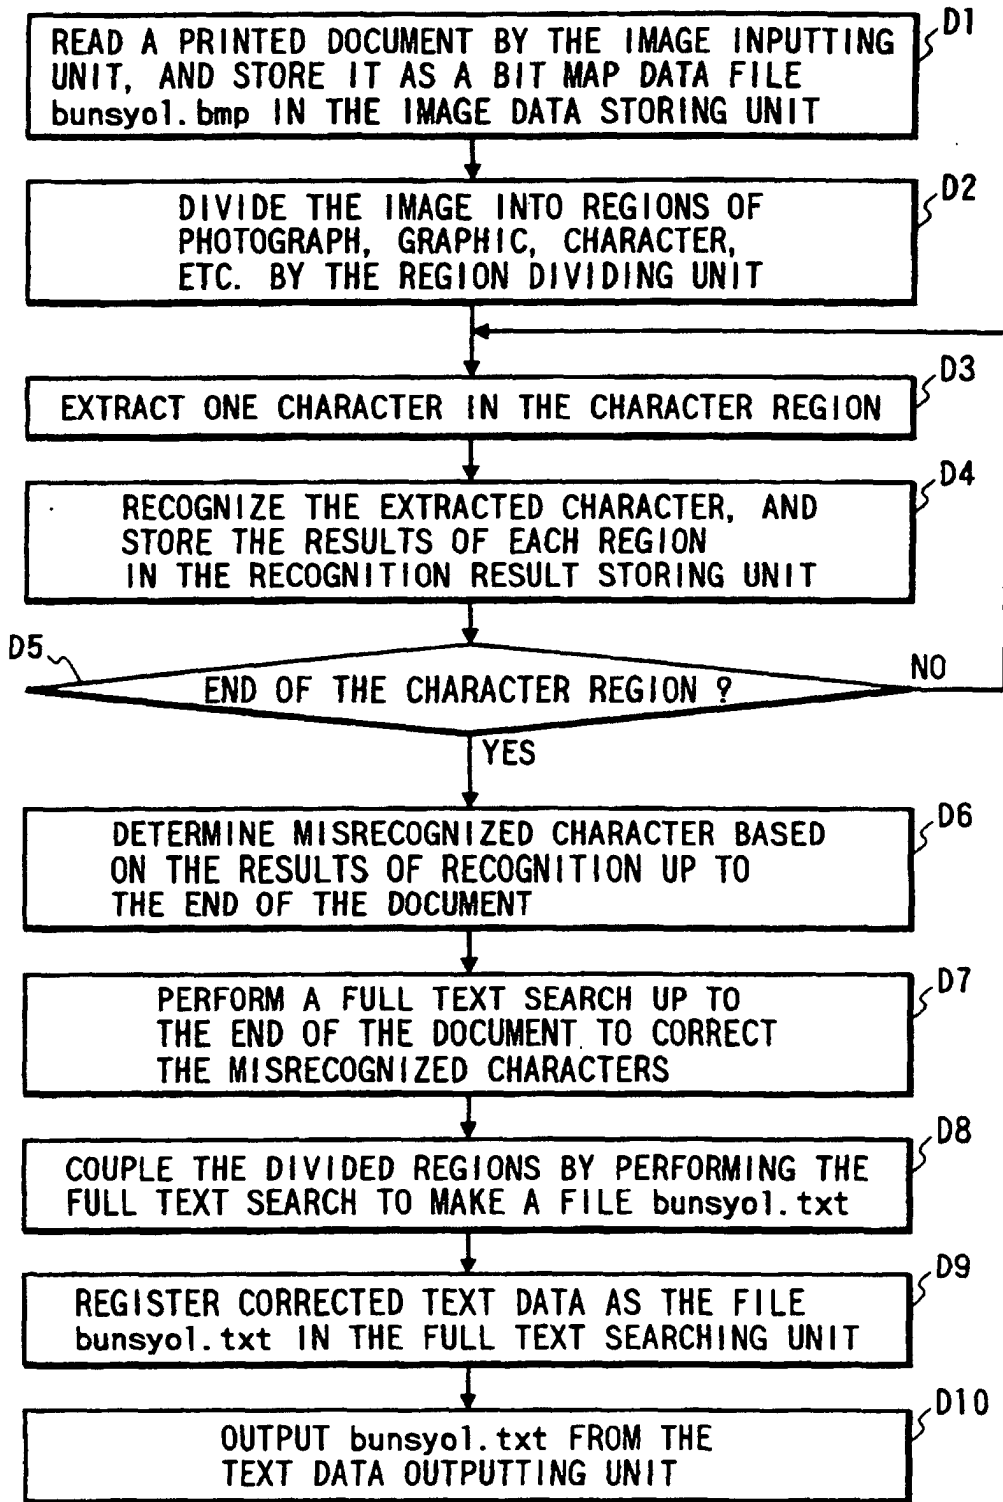 D1
READ A PRINTED DOCUMENT BY THE IMAGE INPUTTING
UNIT, AND STORE IT AS A BIT MAP DATA FILE
bunsyo1.bmp IN THE IMAGE DATA STORING UNIT
D2
DIVIDE THE IMAGE INTO REGIONS OF
PHOTOGRAPH, GRAPHIC, CHARACTER,
ETC. BY THE REGION DIVIDING UNIT
D3
EXTRACT ONE CHARACTER IN THE CHARACTER REGION
D4
RECOGNIZE THE EXTRACTED CHARACTER, AND
STORE THE RESULTS OF EACH REGION
IN THE RECOGNITION RESULT STORING UNIT
D5
END OF THE CHARACTER REGION ?
NO
YES
D6
DETERMINE MISRECOGNIZED CHARACTER BASED
ON THE RESULTS OF RECOGNITION UP TO
THE END OF THE DOCUMENT
D7
PERFORM A FULL TEXT SEARCH UP TO
THE END OF THE DOCUMENT TO CORRECT
THE MISRECOGNIZED CHARACTERS
D8
COUPLE THE DIVIDED REGIONS BY PERFORMING THE
FULL TEXT SEARCH TO MAKE A FILE bunsyo1.txt
D9
REGISTER CORRECTED TEXT DATA AS THE FILE
bunsyo1.txt IN THE FULL TEXT SEARCHING UNIT
D10
OUTPUT bunsyo1.txt FROM THE
TEXT DATA OUTPUTTING UNIT